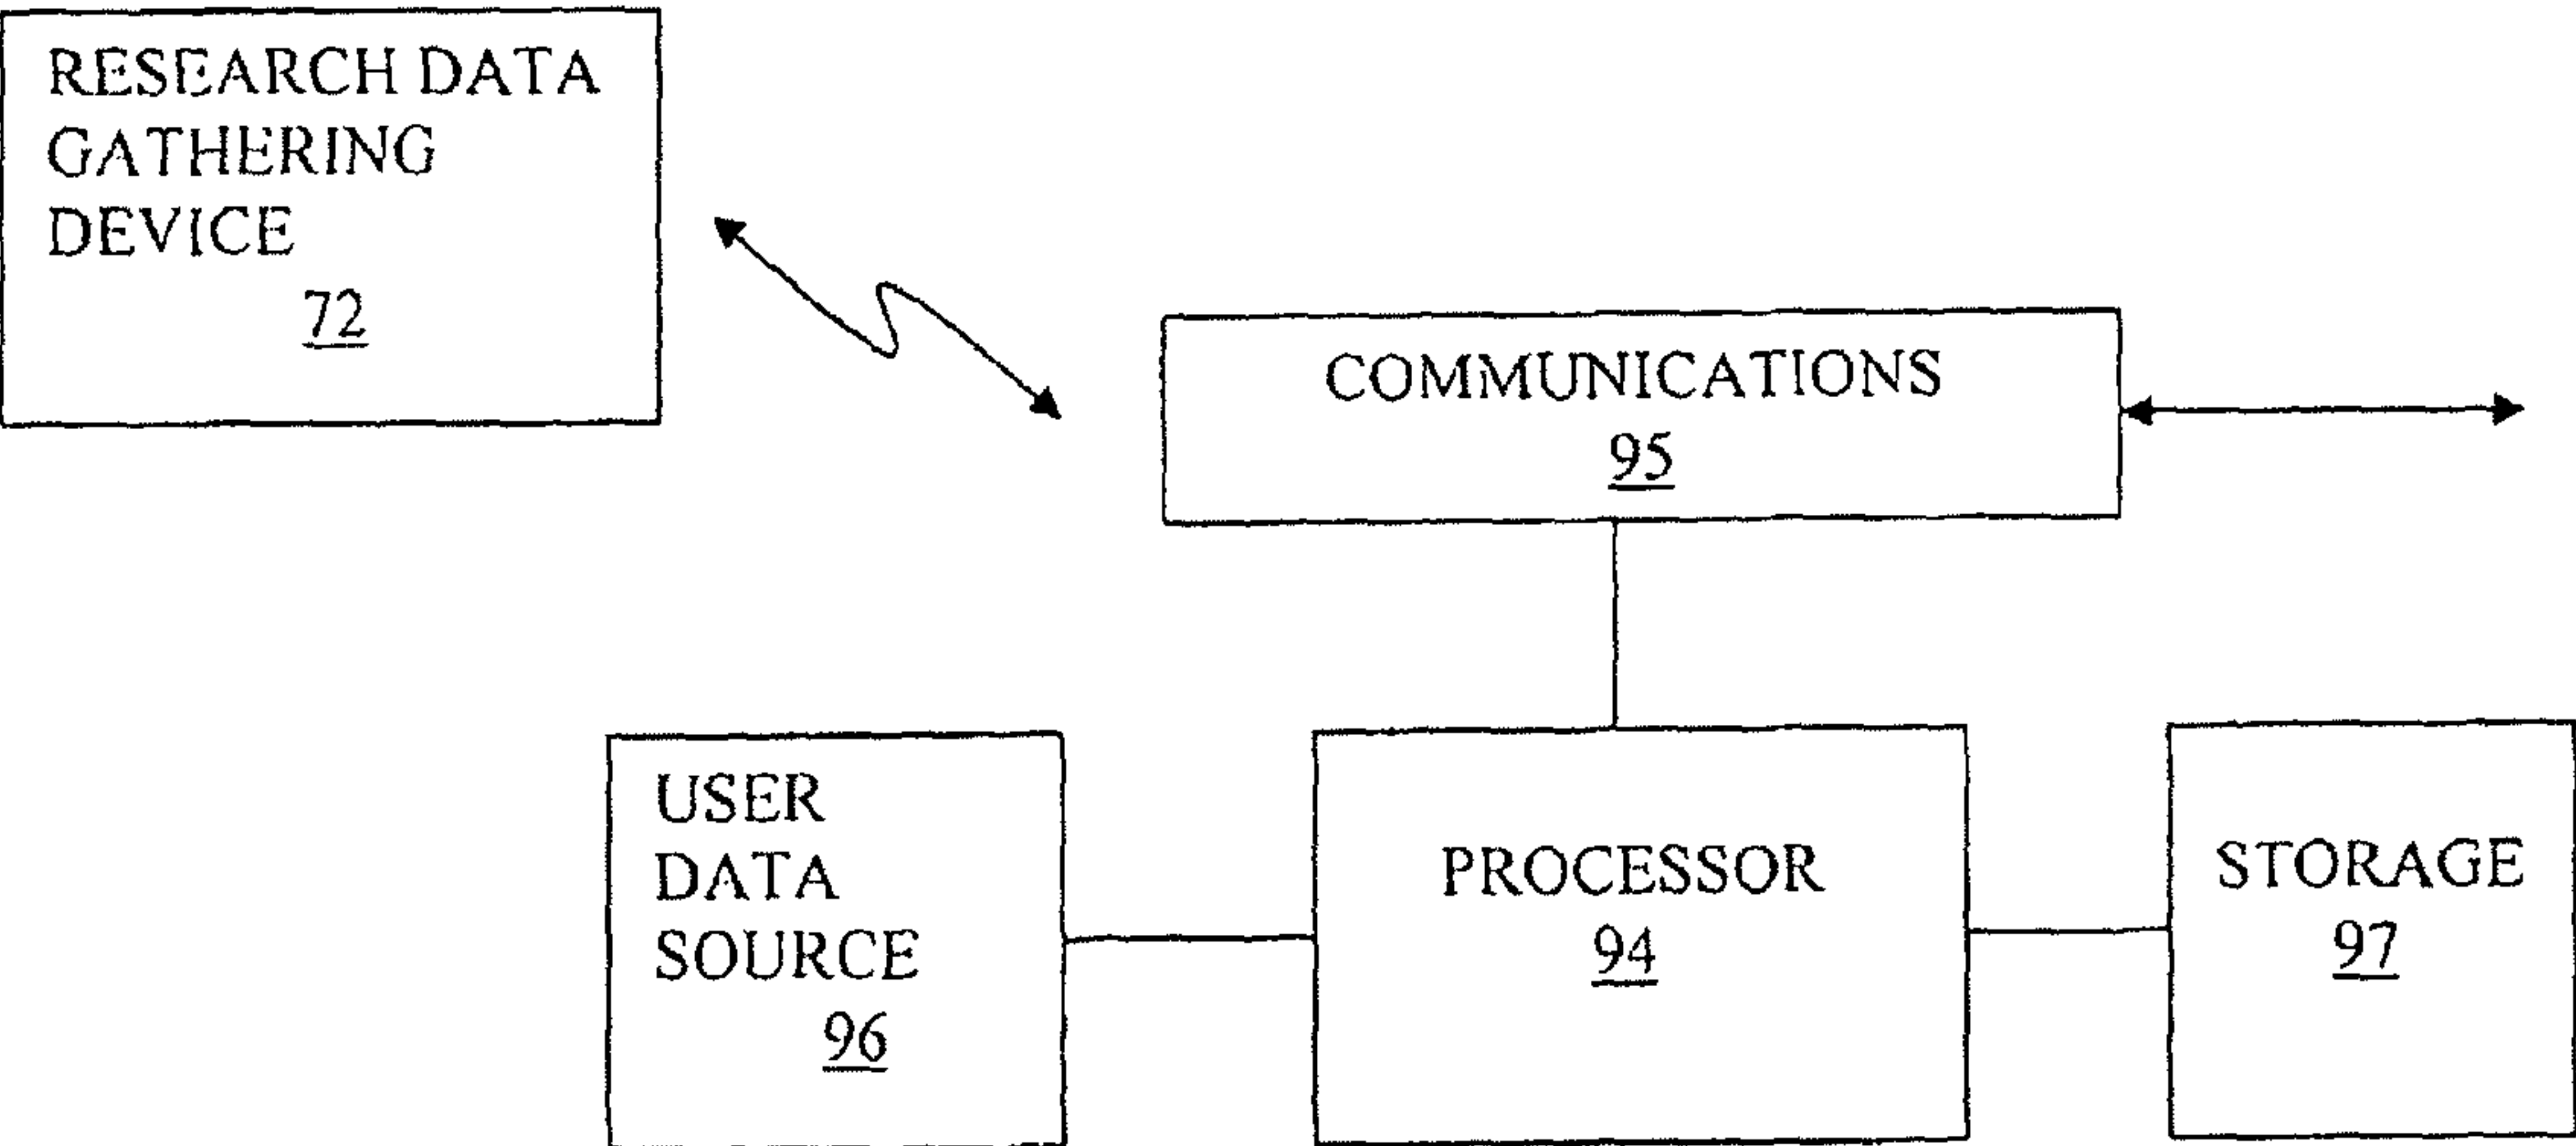 RESEARCH DATA
GATHERING
DEVICE
72
COMMUNICATIONS
95
USER
DATA
SOURCE
96
PROCESSOR
94
STORAGE
97